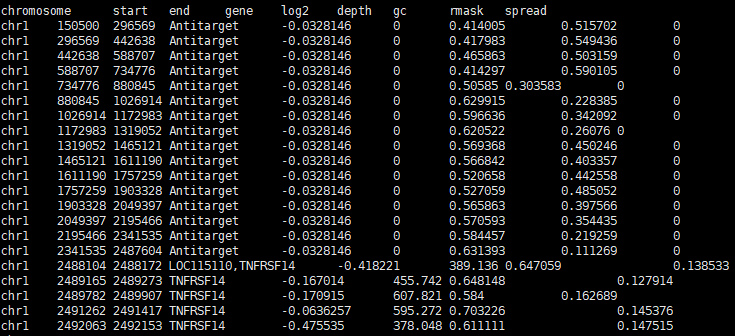 chromosome start end gene log2 depth gc rmask spread
chr1 150500 296569 Antitarget -0.0328146 0 0.414005 0.515702 0
chr1 296569 442638 Antitarget -0.0328146 0 0.417983 0.549436 0
chr1 442638 588707 Antitarget -0.0328146 0 0.465863 0.503159 0
chr1 588707 734776 Antitarget -0.0328146 0 0.414297 0.590105 0
chr1 734776 880845 Antitarget -0.0328146 0 0.50585 0.303583 0
chr1 880845 1026914 Antitarget -0.0328146 0 0.629915 0.228385 0
chr1 1026914 1172983 Antitarget -0.0328146 0 0.596636 0.342092 0
chr1 1172983 1319052 Antitarget -0.0328146 0 0.620522 0.26076 0
chr1 1319052 1465121 Antitarget -0.0328146 0 0.569368 0.450246 0
chr1 1465121 1611190 Antitarget -0.0328146 0 0.566842 0.403357 0
chr1 1611190 1757259 Antitarget -0.0328146 0 0.520658 0.442558 0
chr1 1757259 1903328 Antitarget -0.0328146 0 0.527059 0.485052 0
chr1 1903328 2049397 Antitarget -0.0328146 0 0.565863 0.397566 0
chr1 2049397 2195466 Antitarget -0.0328146 0 0.570593 0.354435 0
chr1 2195466 2341535 Antitarget -0.0328146 0 0.584457 0.219259 0
chr1 2341535 2487604 Antitarget -0.0328146 0 0.631393 0.111269 0
chr1 2488104 2488172 LOC115110,TNFRSF14 -0.418221 389.136 0.647059 0.138533
chr1 2489165 2489273 TNFRSF14 -0.167014 455.742 0.648148 0.127914
chr1 2489782 2489907 TNFRSF14 -0.170915 607.821 0.584 0.162689
chr1 2491262 2491417 TNFRSF14 -0.0636257 595.272 0.703226 0.145376
chr1 2492063 2492153 TNFRSF14 -0.475535 378.048 0.611111 0.147515